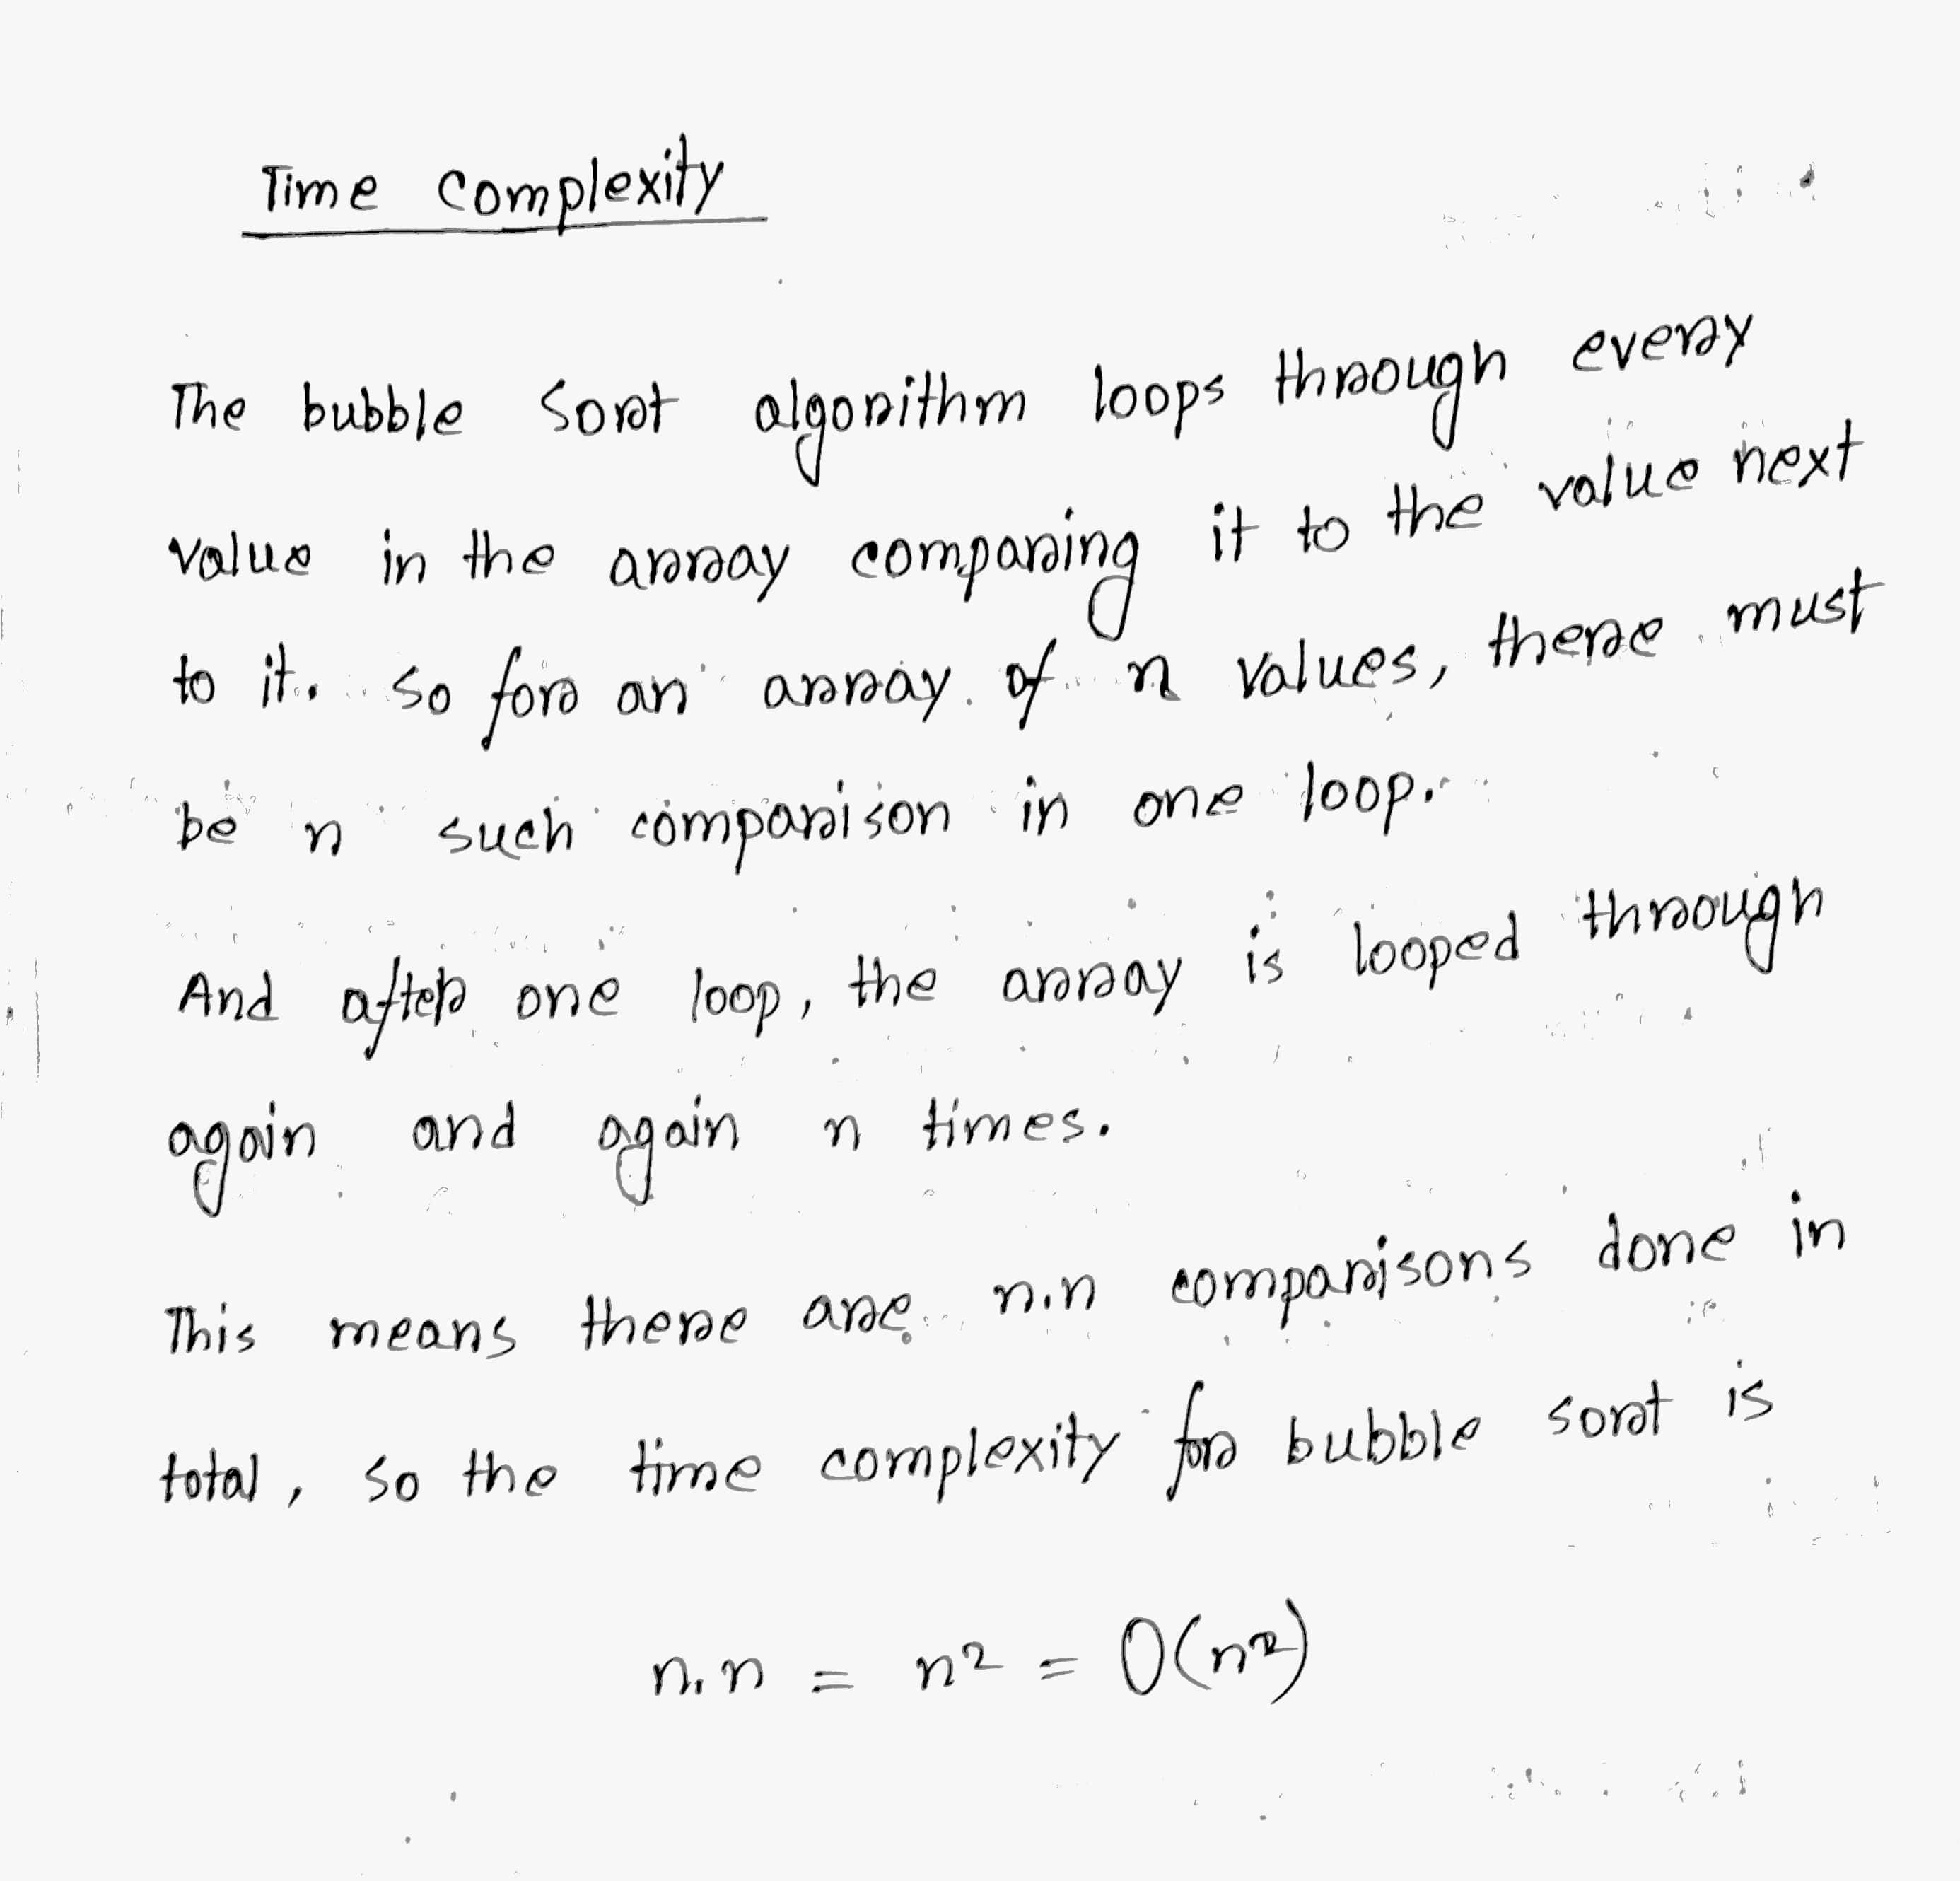 Time Complexity
The bubble sort algorithm loops through every
value in the array comparing it to the value next
to it. so for an array of n values, there must
be n such comparison in one loop.
And after one loop, the array is looped through
again and again n times.
This means there are n.n comparisons done in
total, so the time complexity for bubble sort is
n.n = n² = O(n²)